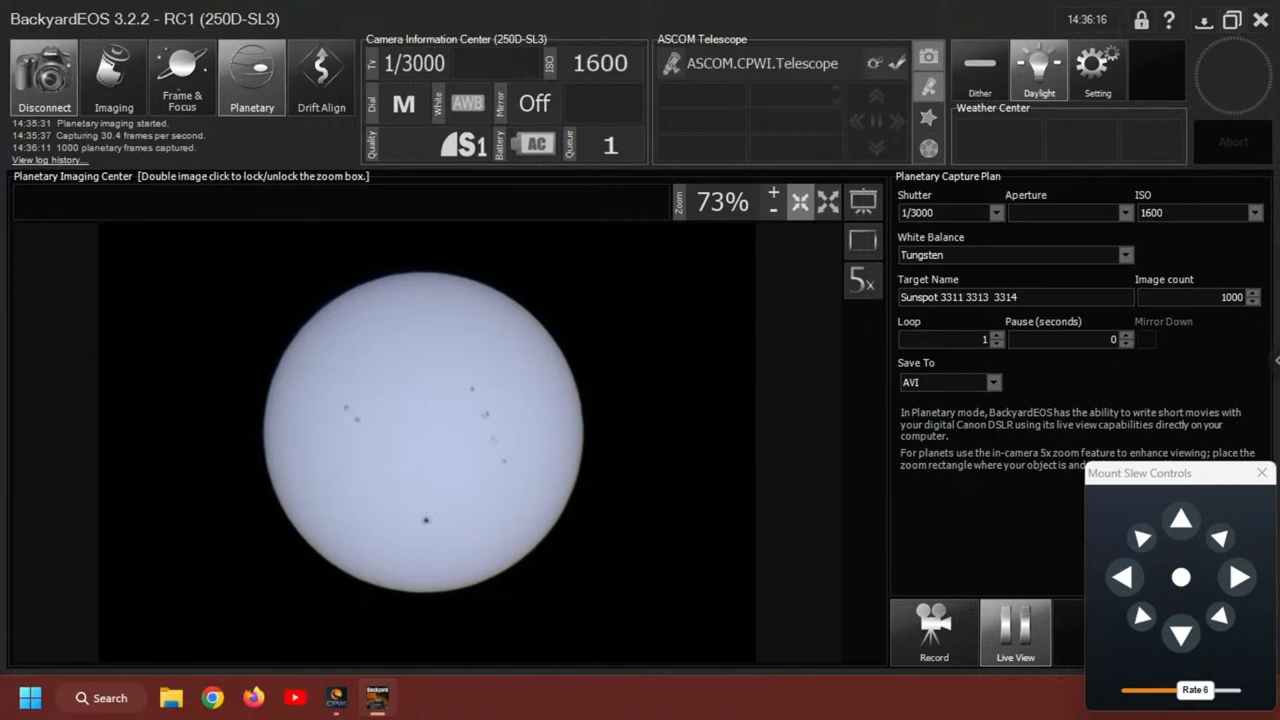 BackyardEOS 3.2.2 - RC1 (250D-SL3)
14:36:16
Disconnect
Imaging
Frame & Focus
Planetary
Drift Align
14:35:31 Planetary imaging started.
14:35:37 Capturing 30.4 frames per second.
14:36:11 1000 planetary frames captured.
View log history...
Camera Information Center (250D-SL3)
Tv 1/3000 ISO 1600
Dial M White AWB Mirror Off
Quality S1 Battery AC Queue 1
ASCOM Telescope
ASCOM.CPWI.Telescope
Dither
Daylight
Setting
Weather Center
Abort
Planetary Imaging Center [Double image click to lock/unlock the zoom box.]
Zoom 73% + -
5x
Planetary Capture Plan
Shutter Aperture ISO
1/3000 1600
White Balance
Tungsten
Target Name Image count
Sunspot 3311 3313 3314 1000
Loop Pause (seconds) Mirror Down
1 0
Save To
AVI
In Planetary mode, BackyardEOS has the ability to write short movies with
your digital Canon DSLR using its live view capabilities directly on your
computer.
For planets use the in-camera 5x zoom feature to enhance viewing; place the
zoom rectangle where your object is and
Mount Slew Controls
Rate 6
Record
Live View
Search
CPWI
Backyard